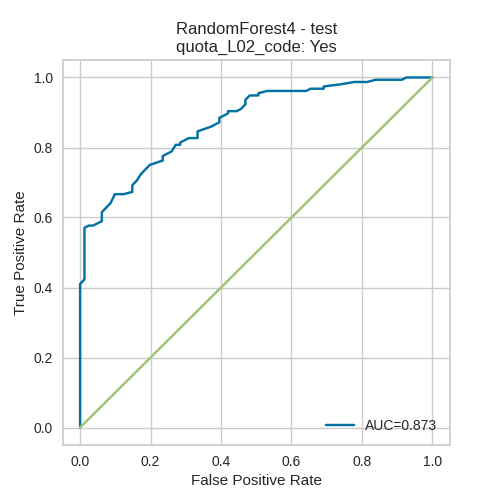 RandomForest4 - test
quota_L02_code: Yes
1.0
0.8
0.6
0.4
0.2
0.0
True Positive Rate
AUC=0.873
0.0 0.2 0.4 0.6 0.8 1.0
False Positive Rate